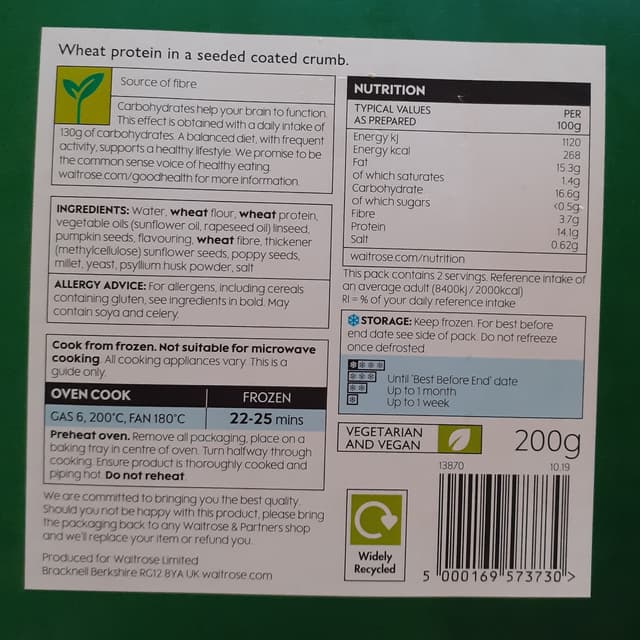 Wheat protein in a seeded coated crumb.
Source of fibre
Carbohydrates help your brain to function.
This effect is obtained with a daily intake of
130g of carbohydrates. A balanced diet, with frequent
activity, supports a healthy lifestyle. We promise to be
the common sense voice of healthy eating.
waitrose.com/goodhealth for more information.
INGREDIENTS: Water, wheat flour, wheat protein,
vegetable oils (sunflower oil, rapeseed oil) linseed,
pumpkin seeds, flavouring, wheat fibre, thickener
(methylcellulose) sunflower seeds, poppy seeds,
millet, yeast, psyllium husk powder, salt
ALLERGY ADVICE: For allergens, including cereals
containing gluten, see ingredients in bold. May
contain soya and celery.
Cook from frozen. Not suitable for microwave
cooking. All cooking appliances vary. This is a
guide only.
OVEN COOK FROZEN
GAS 6, 200°C, FAN 180°C 22-25 mins
Preheat oven. Remove all packaging, place on a
baking tray in centre of oven. Turn halfway through
cooking. Ensure product is thoroughly cooked and
piping hot. Do not reheat.
We are committed to bringing you the best quality.
Should you not be happy with this product, please bring
the packaging back to any Waitrose & Partners shop
and we'll replace your item or refund you.
Produced for Waitrose Limited
Bracknell Berkshire RG12 8YA UK waitrose.com
NUTRITION
TYPICAL VALUES PER
AS PREPARED 100g
Energy kj 1120
Energy kcal 268
Fat 15.3g
of which saturates 1.4g
Carbohydrate 16.6g
of which sugars <0.5g
Fibre 3.7g
Protein 14.1g
Salt 0.62g
waitrose.com/nutrition
This pack contains 2 servings. Reference intake of
an average adult (8400kj / 2000kcal)
RI = % of your daily reference intake
STORAGE: Keep frozen. For best before
end date see side of pack. Do not refreeze
once defrosted.
Until 'Best Before End' date
Up to 1 month
Up to 1 week
VEGETARIAN
AND VEGAN
200g
13870 10.19
Widely
Recycled
5 000169 573730 >